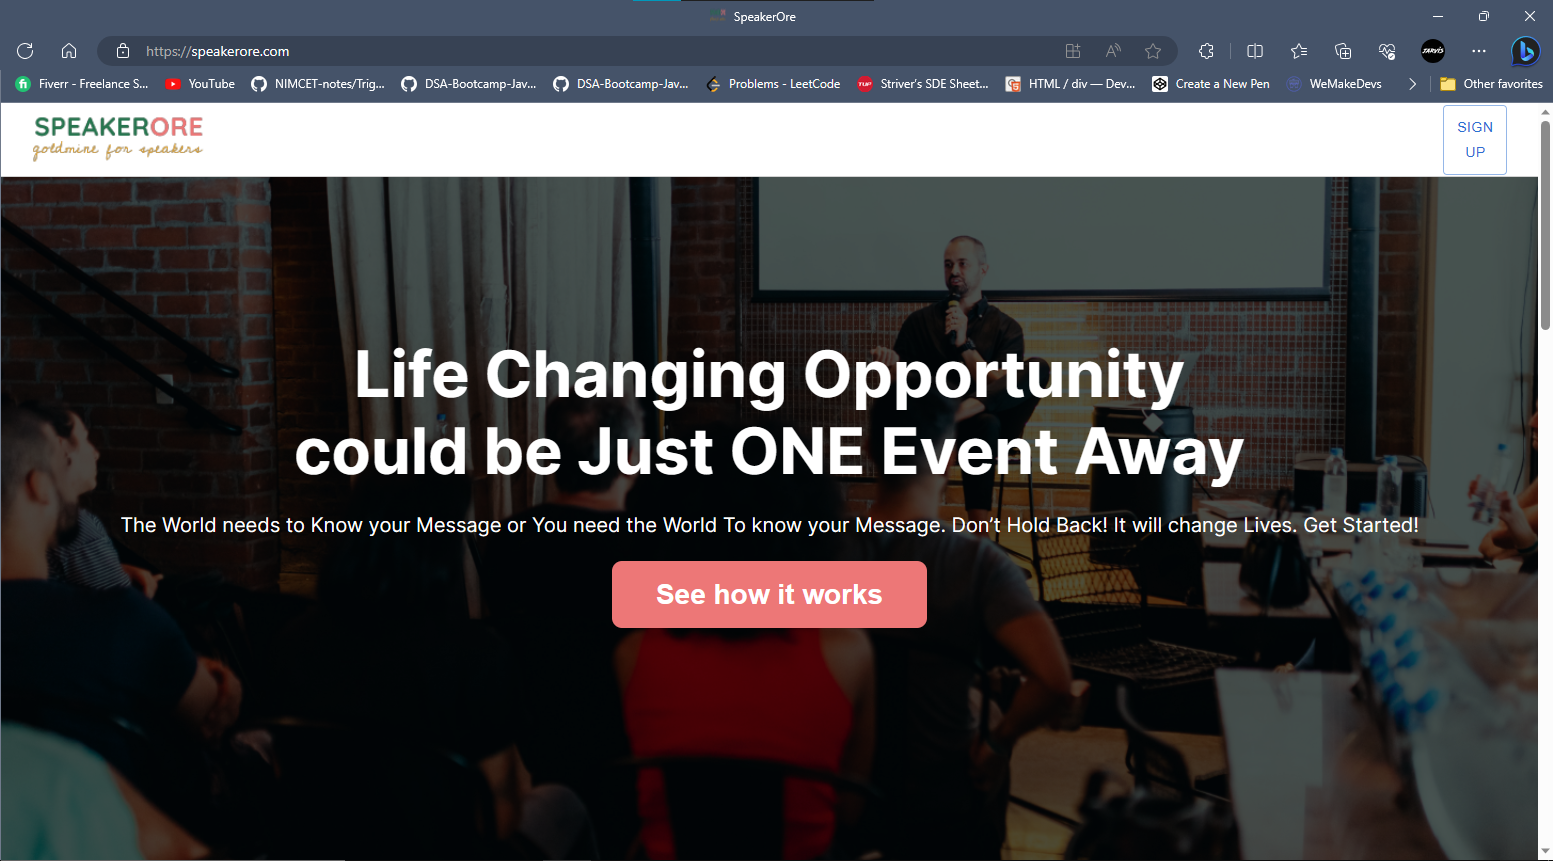 SpeakerOre
https://speakerore.com
JARVIS
Fiverr - Freelance S...
YouTube
NIMCET-notes/Trig...
DSA-Bootcamp-Jav...
DSA-Bootcamp-Jav...
Problems - LeetCode
Striver's SDE Sheet...
HTML / div — Dev...
Create a New Pen
WeMakeDevs
Other favorites
SPEAKERORE
goldmine for speakers
SIGN
UP
Life Changing Opportunity
could be Just ONE Event Away
The World needs to Know your Message or You need the World To know your Message. Don’t Hold Back! It will change Lives. Get Started!
See how it works